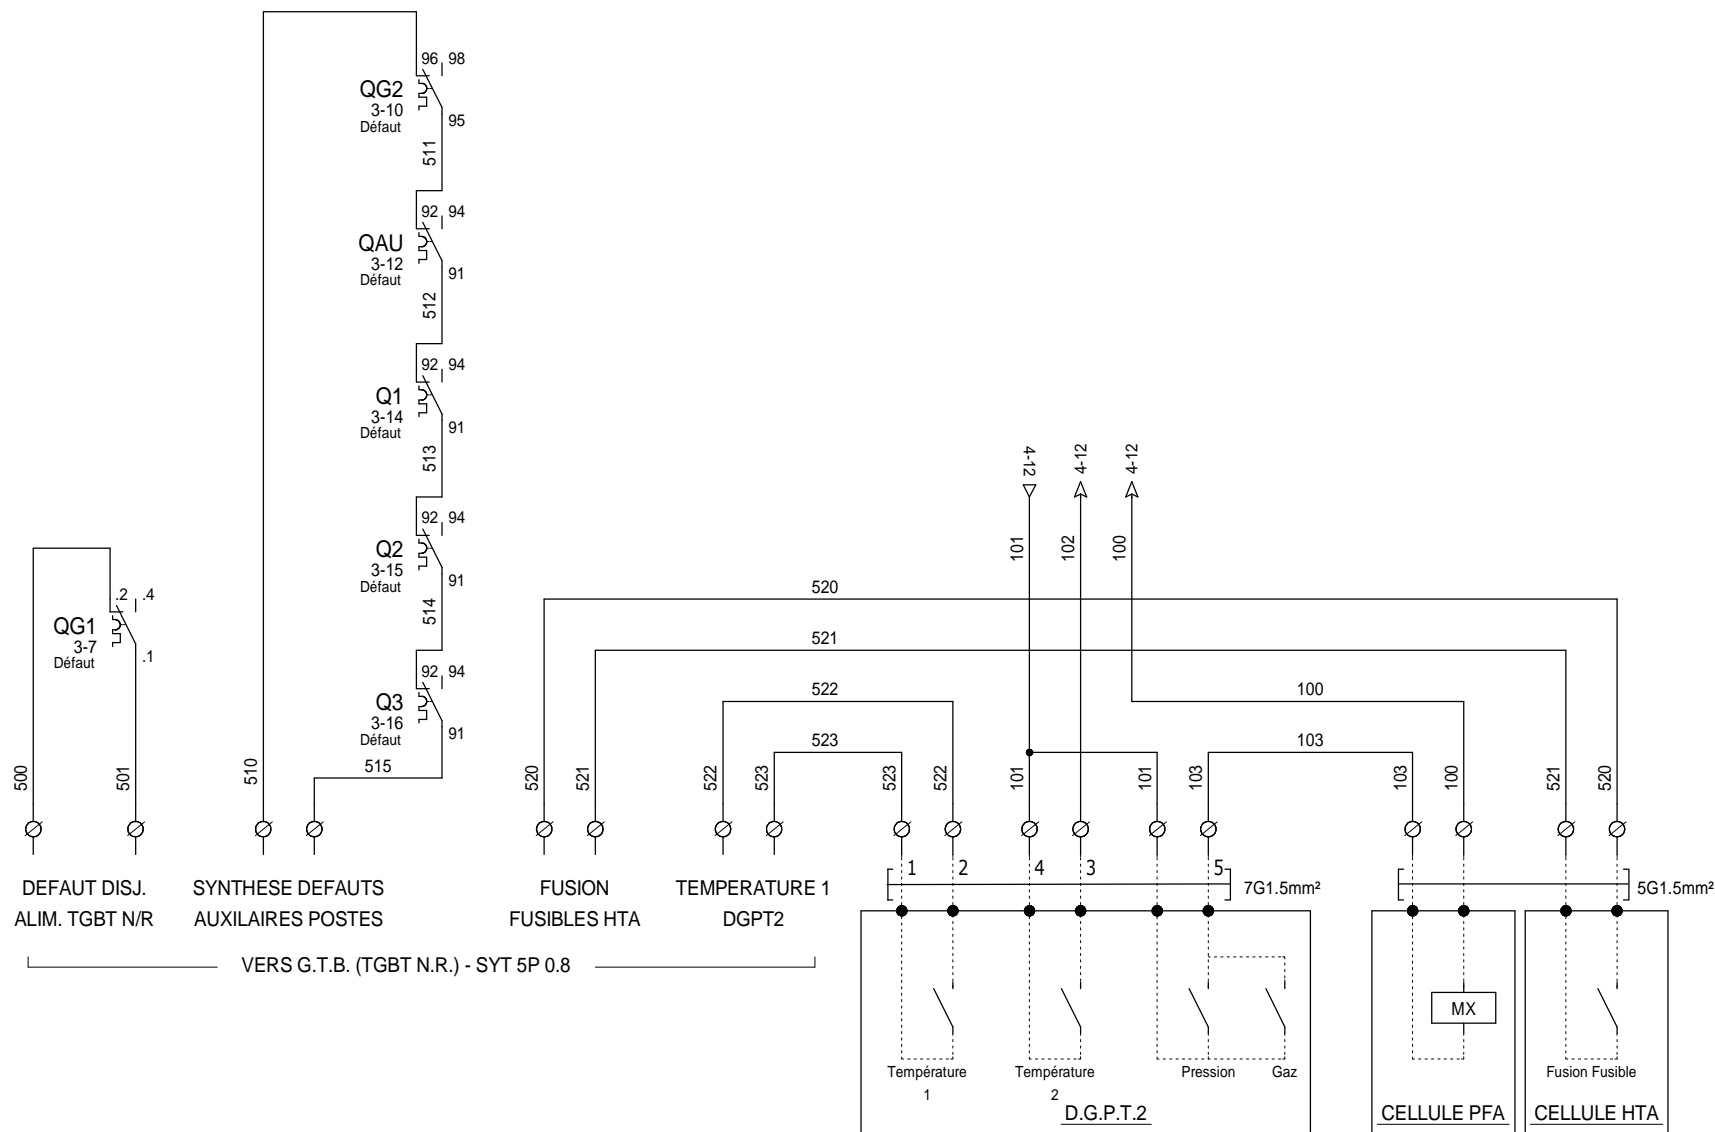 96 98
QG2
3-10
Défaut
95
511
92 94
QAU
3-12
Défaut
91
512
92 94
Q1
3-14
Défaut
91
513
92 94
Q2
3-15
Défaut
91
514
92 94
Q3
3-16
Défaut
91
.2 .4
QG1
3-7
Défaut
.1
4-12 4-12 4-12
101 102 100
520
521
522 100
523 103
515
500 501 510 520 521 522 523 523 522 101 101 103 103 100 521 520
1 2 4 3 5
7G1.5mm²
5G1.5mm²
DEFAUT DISJ.
ALIM. TGBT N/R
SYNTHESE DEFAUTS
AUXILAIRES POSTES
FUSION
FUSIBLES HTA
TEMPERATURE 1
DGPT2
VERS G.T.B. (TGBT N.R.) - SYT 5P 0.8
MX
Température
1
Température
2
Pression
Gaz
Fusion Fusible
D.G.P.T.2
CELLULE PFA
CELLULE HTA